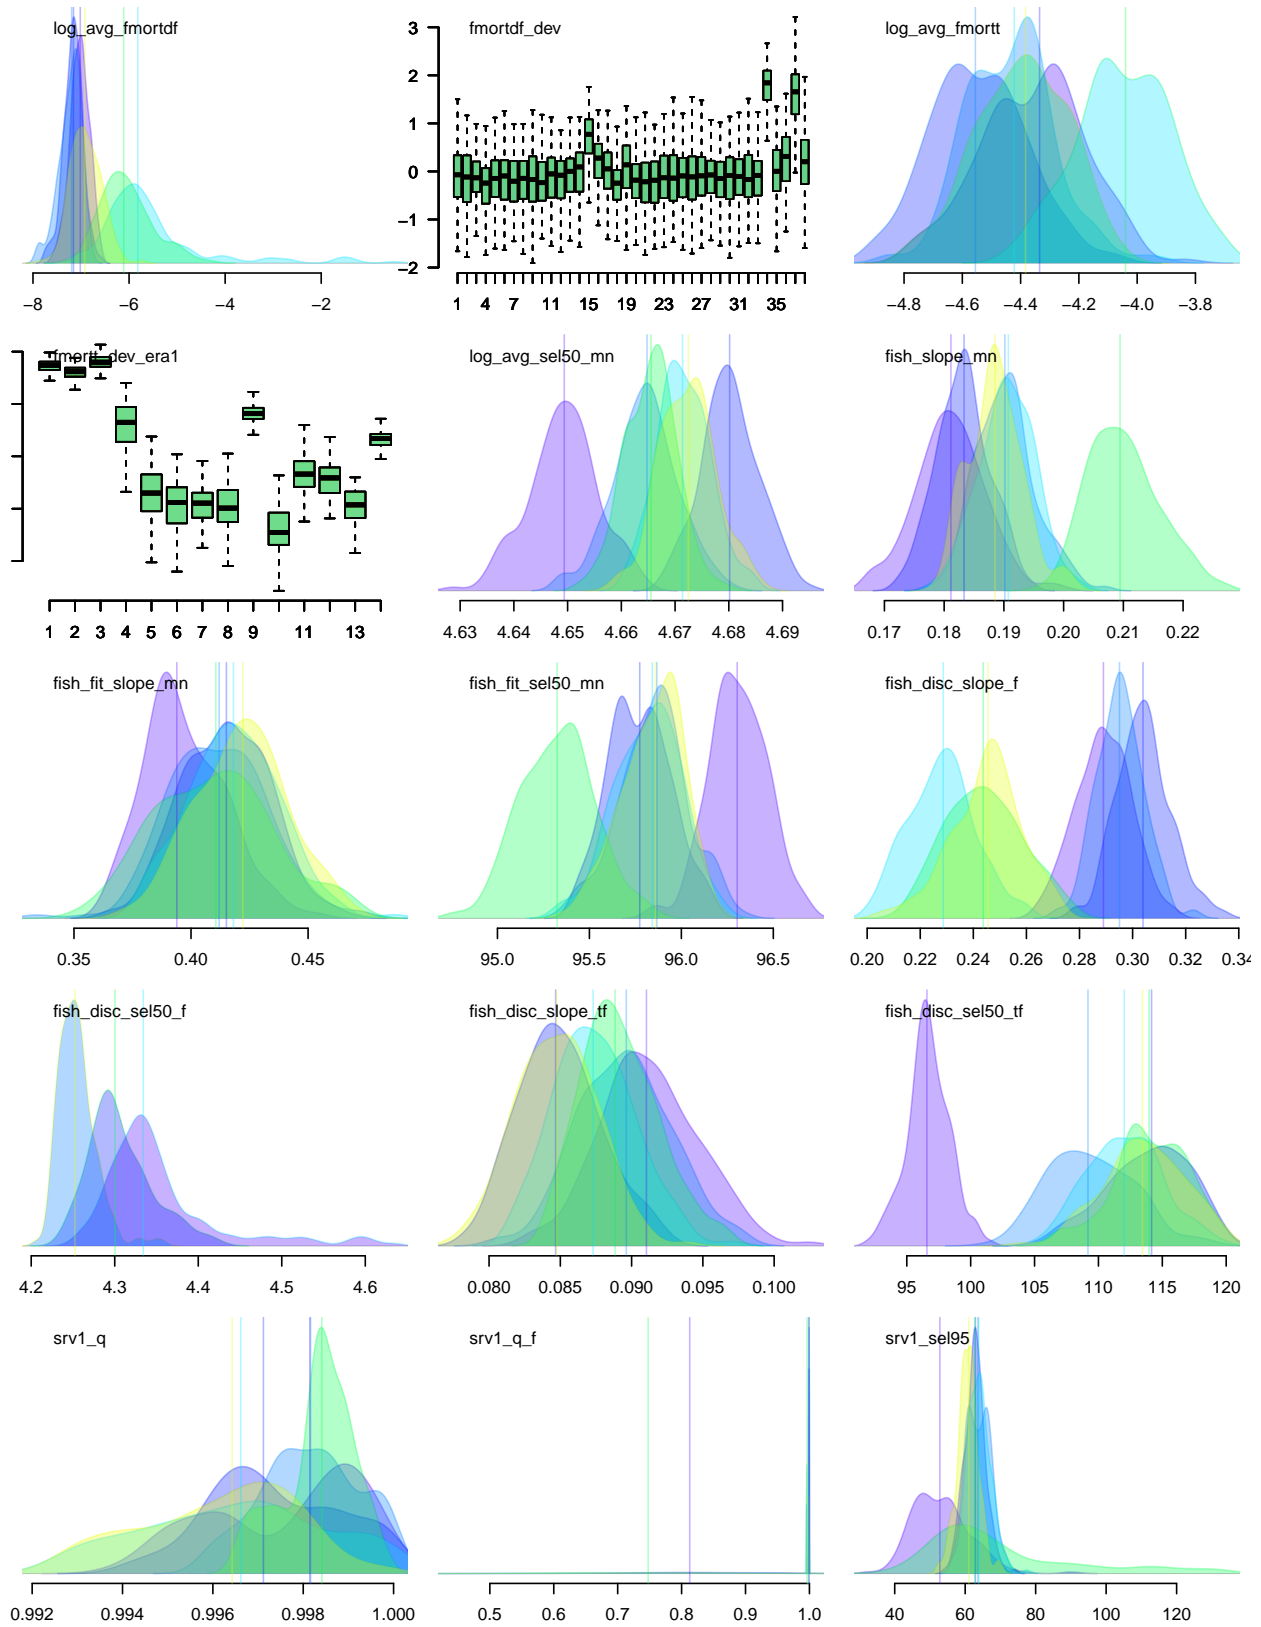 log_avg_fmortdf
fmortdf_dev
log_avg_fmortt
3
2
1
0
−1
−2
−8 −6 −4 −2
1 4 7 11 15 19 23 27 31 35
−4.8 −4.6 −4.4 −4.2 −4.0 −3.8
fmortt_dev_era1
log_avg_sel50_mn
fish_slope_mn
1 2 3 4 5 6 7 8 9 11 13
4.63 4.64 4.65 4.66 4.67 4.68 4.69
0.17 0.18 0.19 0.20 0.21 0.22
fish_fit_slope_mn
fish_fit_sel50_mn
fish_disc_slope_f
0.35 0.40 0.45
95.0 95.5 96.0 96.5
0.20 0.22 0.24 0.26 0.28 0.30 0.32 0.34
fish_disc_sel50_f
fish_disc_slope_tf
fish_disc_sel50_tf
4.2 4.3 4.4 4.5 4.6
0.080 0.085 0.090 0.095 0.100
95 100 105 110 115 120
srv1_q
srv1_q_f
srv1_sel95
0.992 0.994 0.996 0.998 1.000
0.5 0.6 0.7 0.8 0.9 1.0
40 60 80 100 120